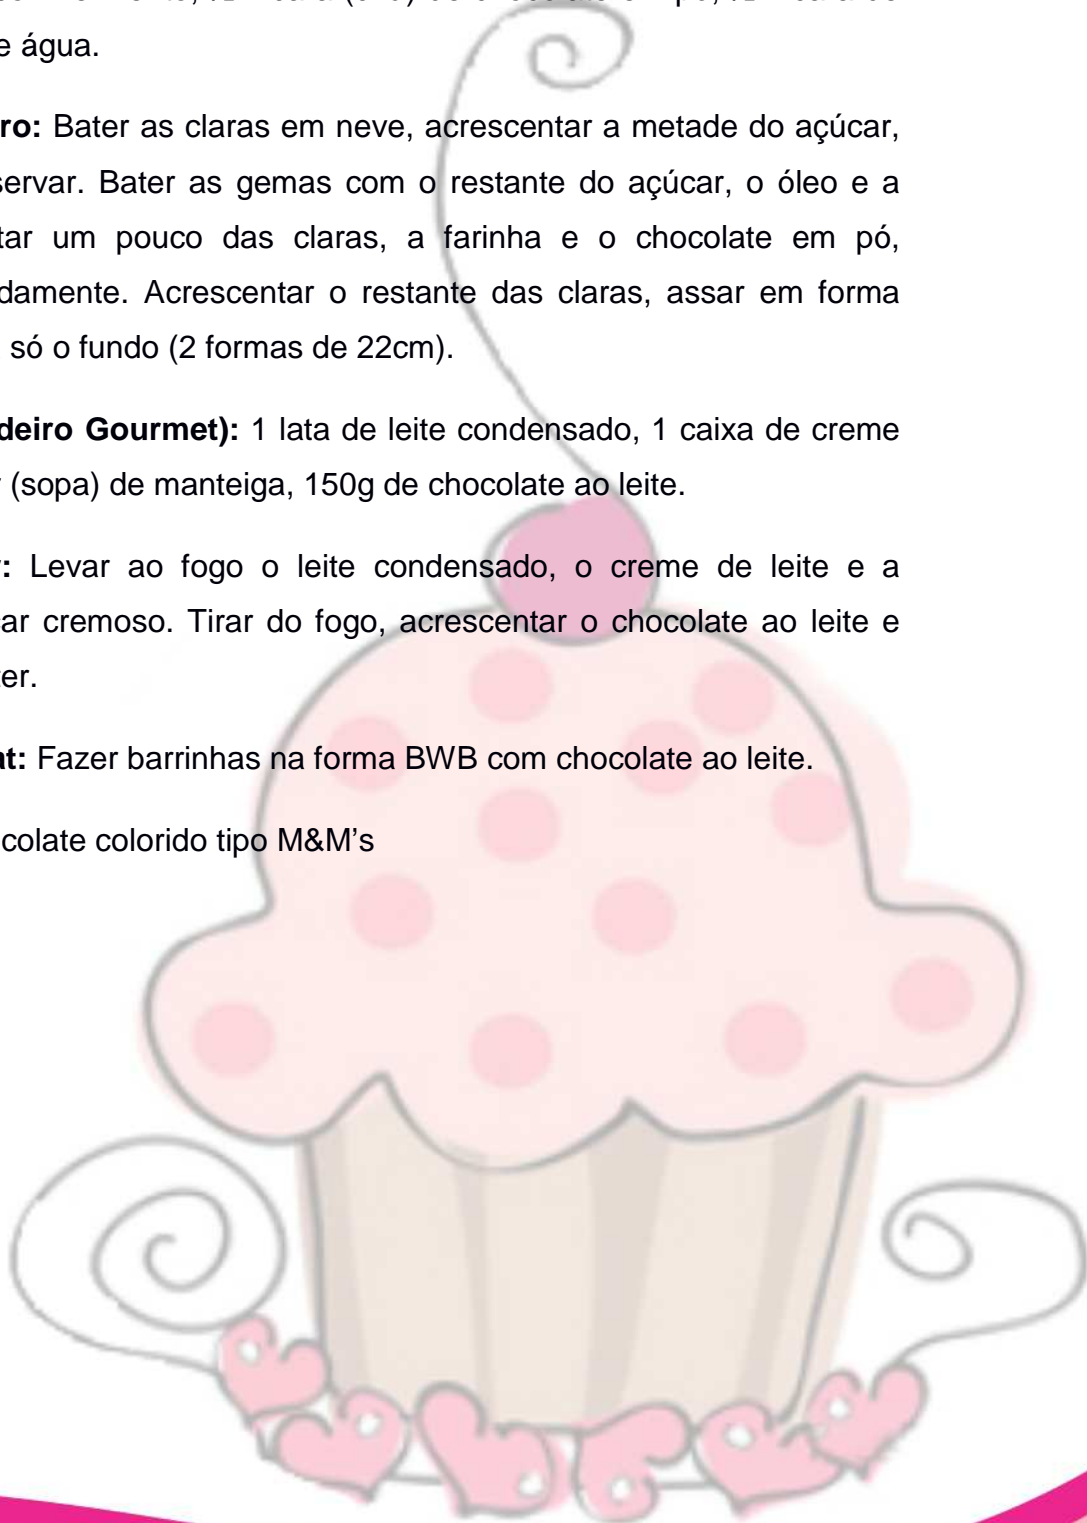 e água.
ro: Bater as claras em neve, acrescentar a metade do açúcar,
servar. Bater as gemas com o restante do açúcar, o óleo e a
tar um pouco das claras, a farinha e o chocolate em pó,
damente. Acrescentar o restante das claras, assar em forma
só o fundo (2 formas de 22cm).
deiro Gourmet): 1 lata de leite condensado, 1 caixa de creme
(sopa) de manteiga, 150g de chocolate ao leite.
: Levar ao fogo o leite condensado, o creme de leite e a
ar cremoso. Tirar do fogo, acrescentar o chocolate ao leite e
ter.
at: Fazer barrinhas na forma BWB com chocolate ao leite.
colate colorido tipo M&M's